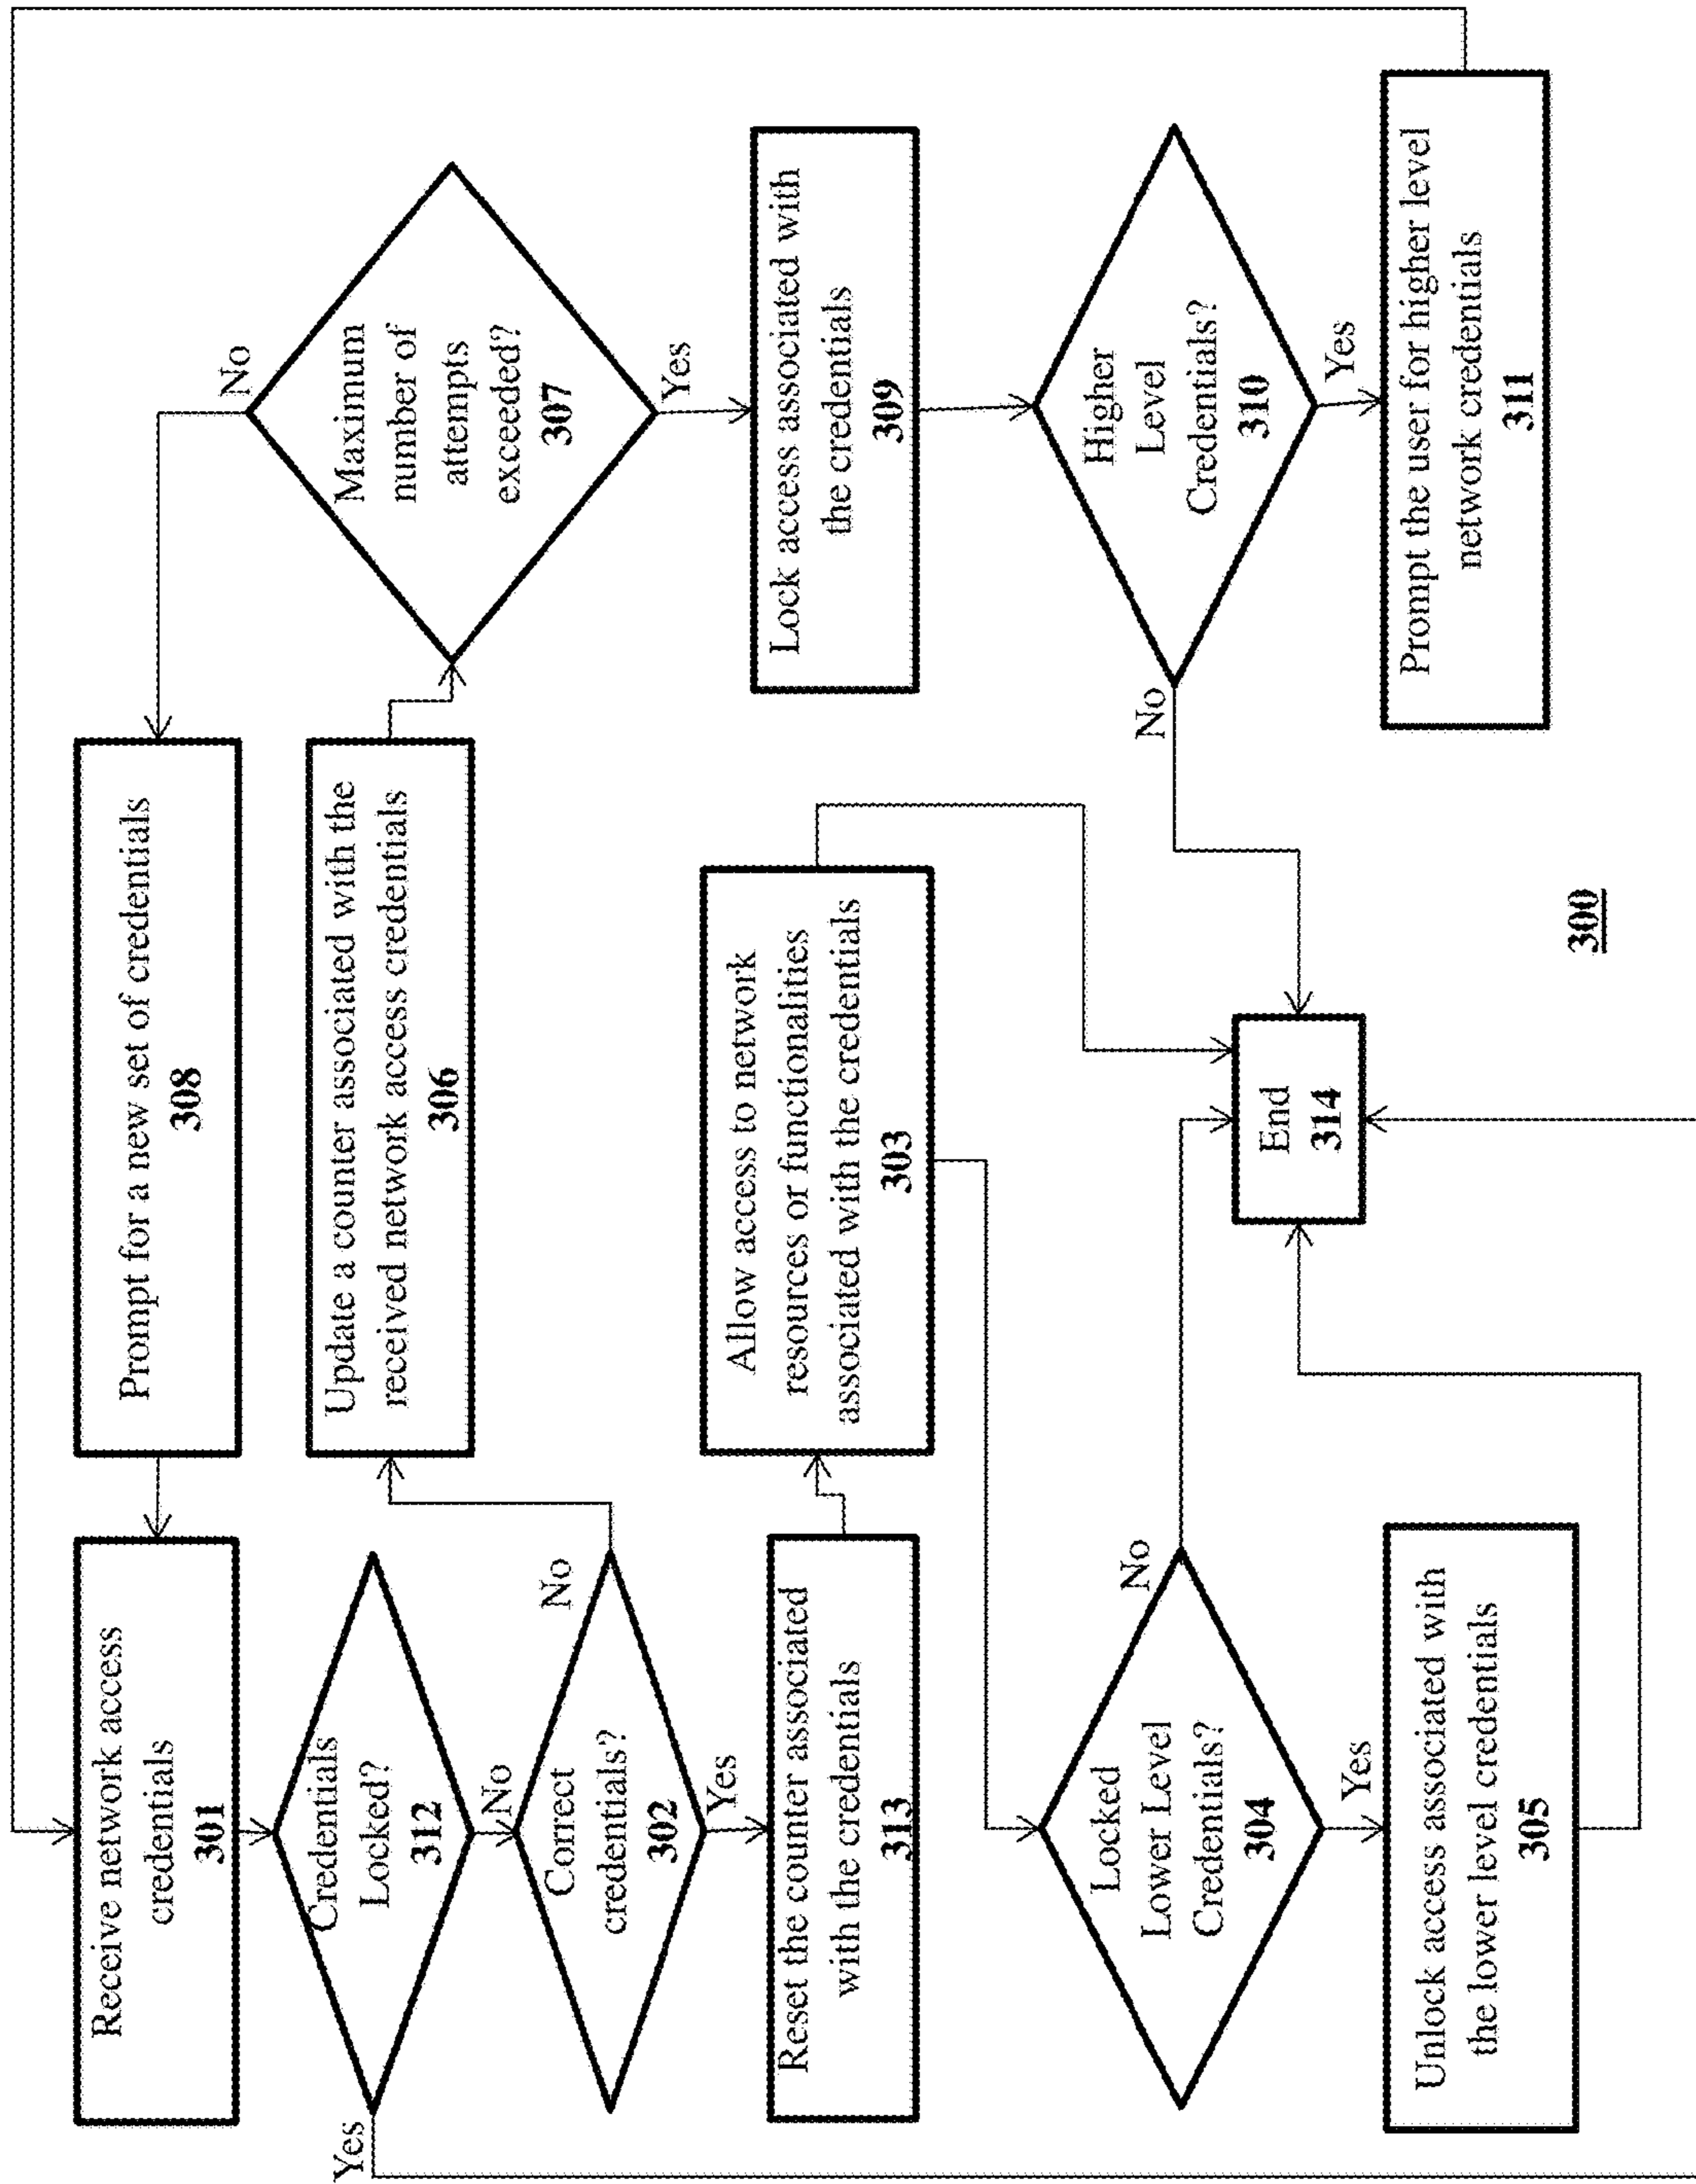 Receive network access
credentials
301
Credentials
Locked?
312
Yes
No
Correct
credentials?
302
No
Yes
Reset the counter associated
with the credentials
313
Locked
Lower Level
Credentials?
304
No
Yes
Unlock access associated with
the lower level credentials
305
Prompt for a new set of credentials
308
Update a counter associated with the
received network access credentials
306
Allow access to network
resources or functionalities
associated with the credentials
303
End
314
Maximum
number of
attempts
exceeded?
307
No
Yes
Lock access associated with
the credentials
309
Higher
Level
Credentials?
310
No
Yes
Prompt the user for higher level
network credentials
311
300